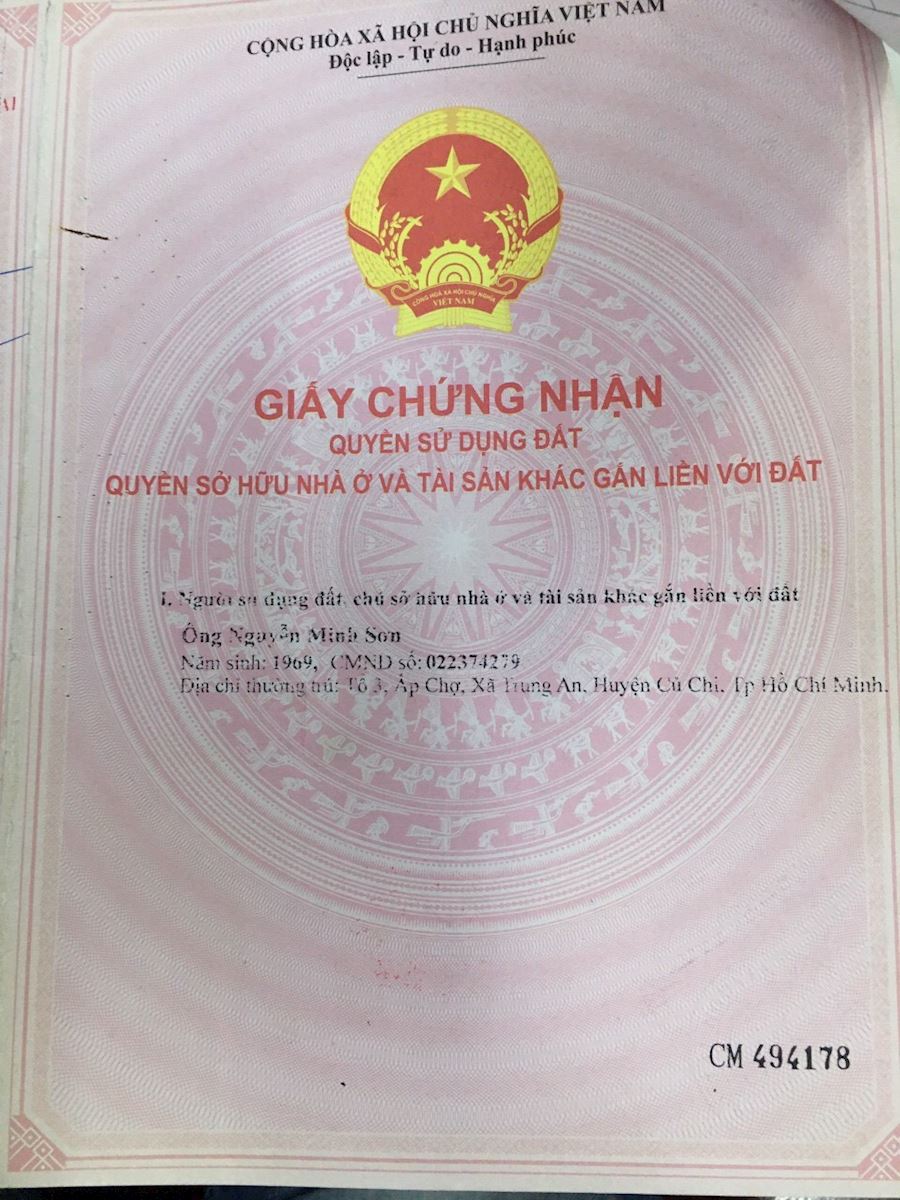 CỘNG HÒA XÃ HỘI CHỦ NGHĨA VIỆT NAM
Độc lập - Tự do - Hạnh phúc
CỘNG HOÀ XÃ HỘI CHỦ NGHĨA
VIỆT NAM
GIẤY CHỨNG NHẬN
QUYỀN SỬ DỤNG ĐẤT
QUYỀN SỞ HỮU NHÀ Ở VÀ TÀI SẢN KHÁC GẮN LIỀN VỚI ĐẤT
I. Người sử dụng đất, chủ sở hữu nhà ở và tài sản khác gắn liền với đất
Ông Nguyễn Minh Sơn
Năm sinh: 1969, CMND số: 022374279
Địa chỉ thường trú: Tổ 3, Ấp Chợ, Xã Trung An, Huyện Củ Chi, Tp Hồ Chí Minh.
CM 494178